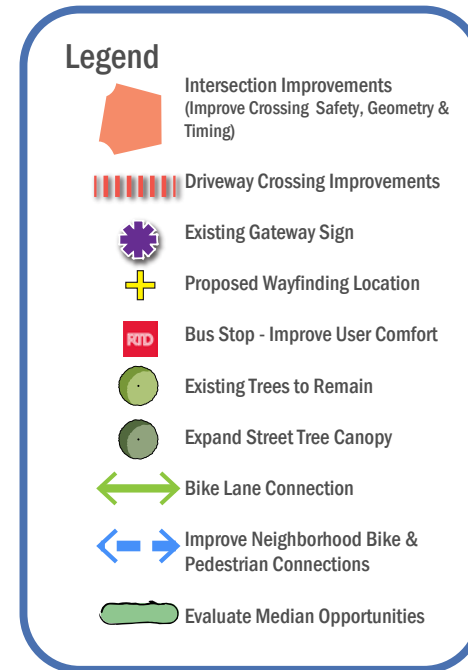 Legend
Intersection Improvements
(Improve Crossing Safety, Geometry &
Timing)
Driveway Crossing Improvements
Existing Gateway Sign
Proposed Wayfinding Location
RTD
Bus Stop - Improve User Comfort
Existing Trees to Remain
Expand Street Tree Canopy
Bike Lane Connection
Improve Neighborhood Bike &
Pedestrian Connections
Evaluate Median Opportunities